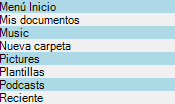 Menú Inicio
Mis documentos
Music
Nueva carpeta
Pictures
Plantillas
Podcasts
Reciente